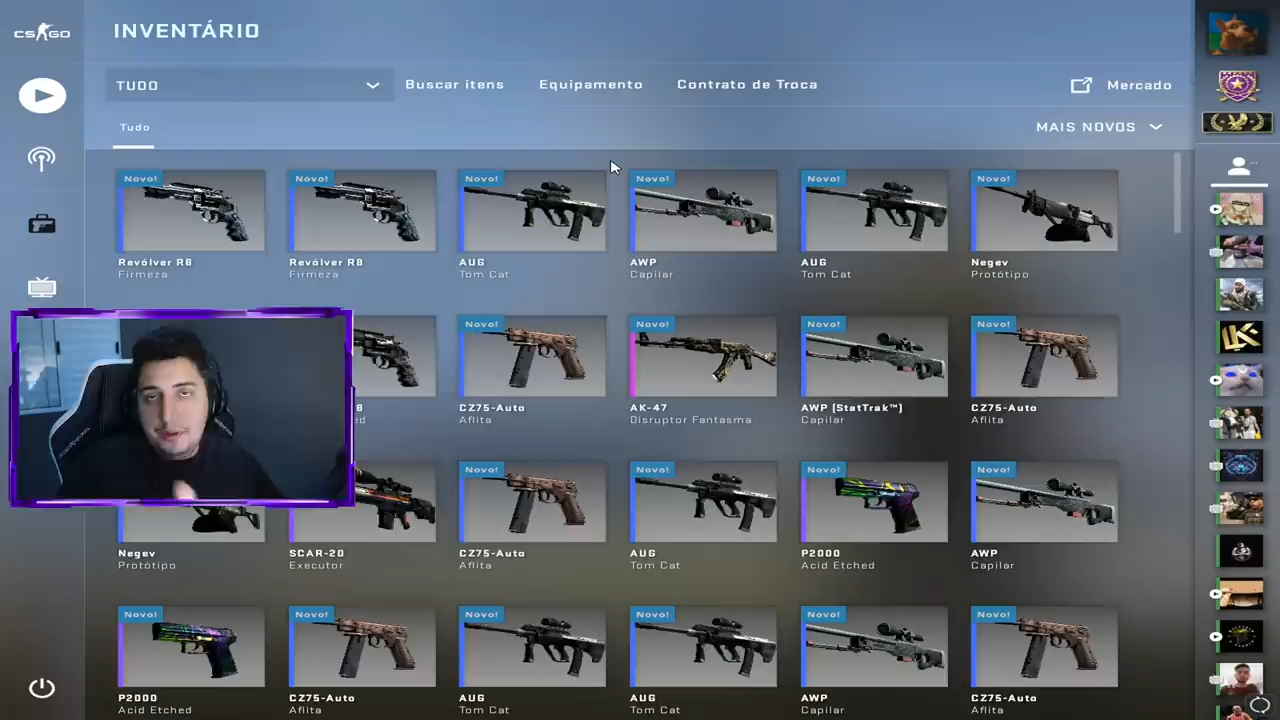 CS GO
INVENTÁRIO
TUDO
Buscar itens
Equipamento
Contrato de Troca
Mercado
Tudo
MAIS NOVOS
Novo! Novo! Novo! Novo! Novo! Novo!
Revólver R8 Revólver R8 AUG AWP AUG Negev
Firmeza Firmeza Tom Cat Capilar Tom Cat Protótipo
Novo! Novo! Novo! Novo!
8 CZ75-Auto AK-47 AWP (StatTrak™) CZ75-Auto
ed Aflita Disruptor Fantasma Capilar Aflita
Novo! Novo! Novo! Novo!
Negev SCAR-20 CZ75-Auto AUG P2000 AWP
Protótipo Executor Aflita Tom Cat Acid Etched Capilar
Novo! Novo! Novo! Novo! Novo! Novo!
P2000 CZ75-Auto AUG AUG AWP CZ75-Auto
Acid Etched Aflita Tom Cat Tom Cat Capilar Aflita